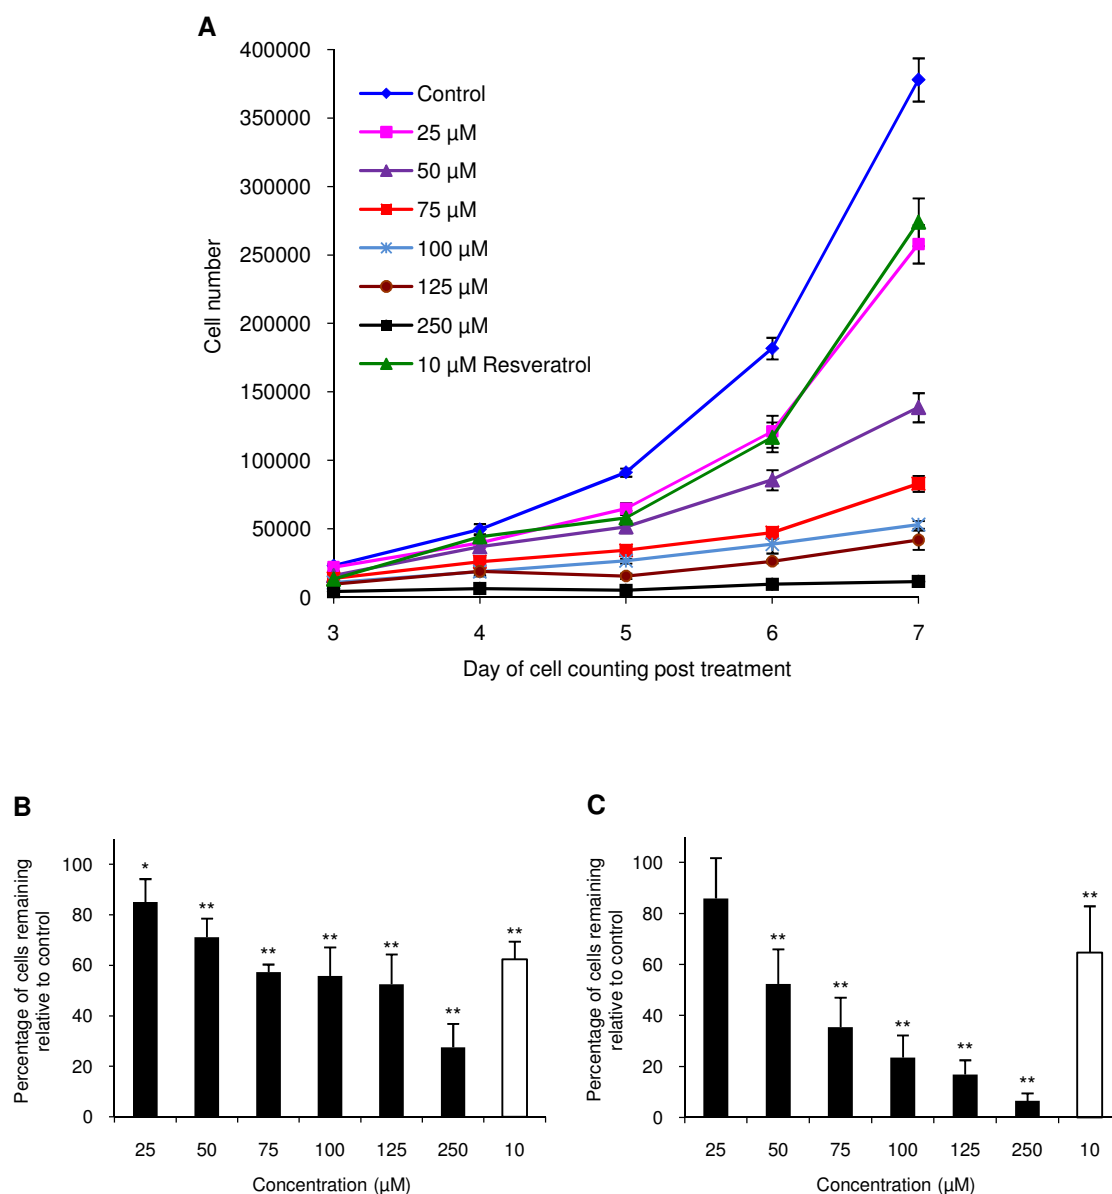 A
400000
350000
300000
250000
200000
150000
100000
50000
0
Cell number
Control
25 µM
50 µM
75 µM
100 µM
125 µM
250 µM
10 µM Resveratrol
3 4 5 6 7
Day of cell counting post treatment
B
Percentage of cells remaining
relative to control
100
80
60
40
20
0
* ** ** ** ** ** **
25 50 75 100 125 250 10
Concentration (µM)
C
Percentage of cells remaining
relative to control
100
80
60
40
20
0
** ** ** ** ** **
25 50 75 100 125 250 10
Concentration (µM)